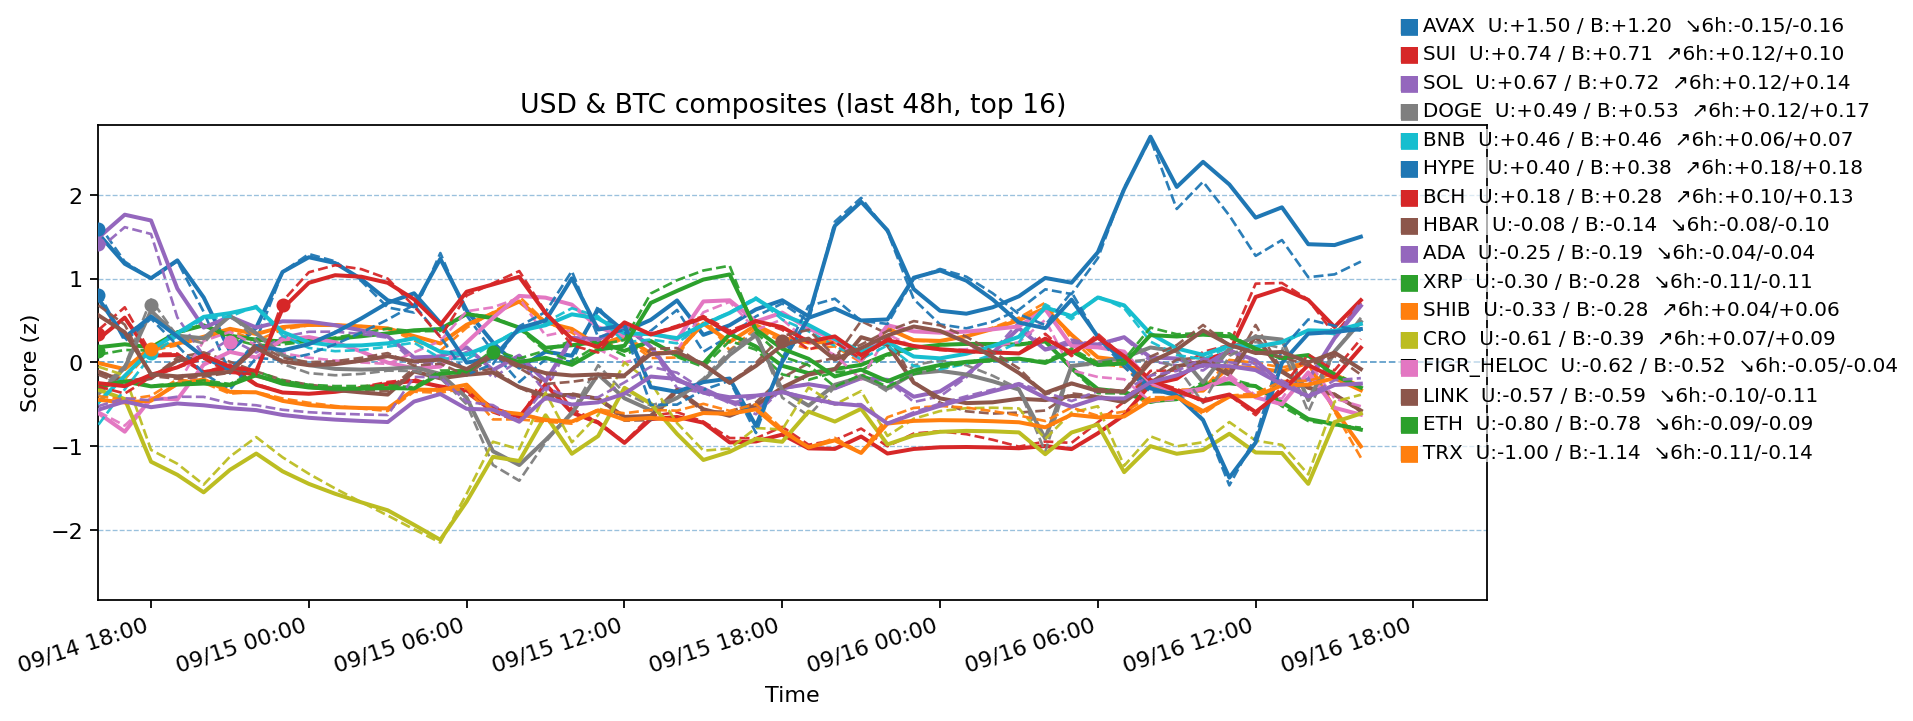 AVAX  U:+1.50 / B:+1.20  ↘6h:-0.15/-0.16
SUI  U:+0.74 / B:+0.71  ↗6h:+0.12/+0.10
SOL  U:+0.67 / B:+0.72  ↗6h:+0.12/+0.14
DOGE  U:+0.49 / B:+0.53  ↗6h:+0.12/+0.17
BNB  U:+0.46 / B:+0.46  ↗6h:+0.06/+0.07
HYPE  U:+0.40 / B:+0.38  ↗6h:+0.18/+0.18
BCH  U:+0.18 / B:+0.28  ↗6h:+0.10/+0.13
HBAR  U:-0.08 / B:-0.14  ↘6h:-0.08/-0.10
ADA  U:-0.25 / B:-0.19  ↘6h:-0.04/-0.04
XRP  U:-0.30 / B:-0.28  ↘6h:-0.11/-0.11
SHIB  U:-0.33 / B:-0.28  ↗6h:+0.04/+0.06
CRO  U:-0.61 / B:-0.39  ↗6h:+0.07/+0.09
FIGR_HELOC  U:-0.62 / B:-0.52  ↘6h:-0.05/-0.04
LINK  U:-0.57 / B:-0.59  ↘6h:-0.10/-0.11
ETH  U:-0.80 / B:-0.78  ↘6h:-0.09/-0.09
TRX  U:-1.00 / B:-1.14  ↘6h:-0.11/-0.14
USD & BTC composites (last 48h, top 16)
Score (z)
2
1
0
−1
−2
09/14 18:00
09/15 00:00
09/15 06:00
09/15 12:00
09/15 18:00
09/16 00:00
09/16 06:00
09/16 12:00
09/16 18:00
Time